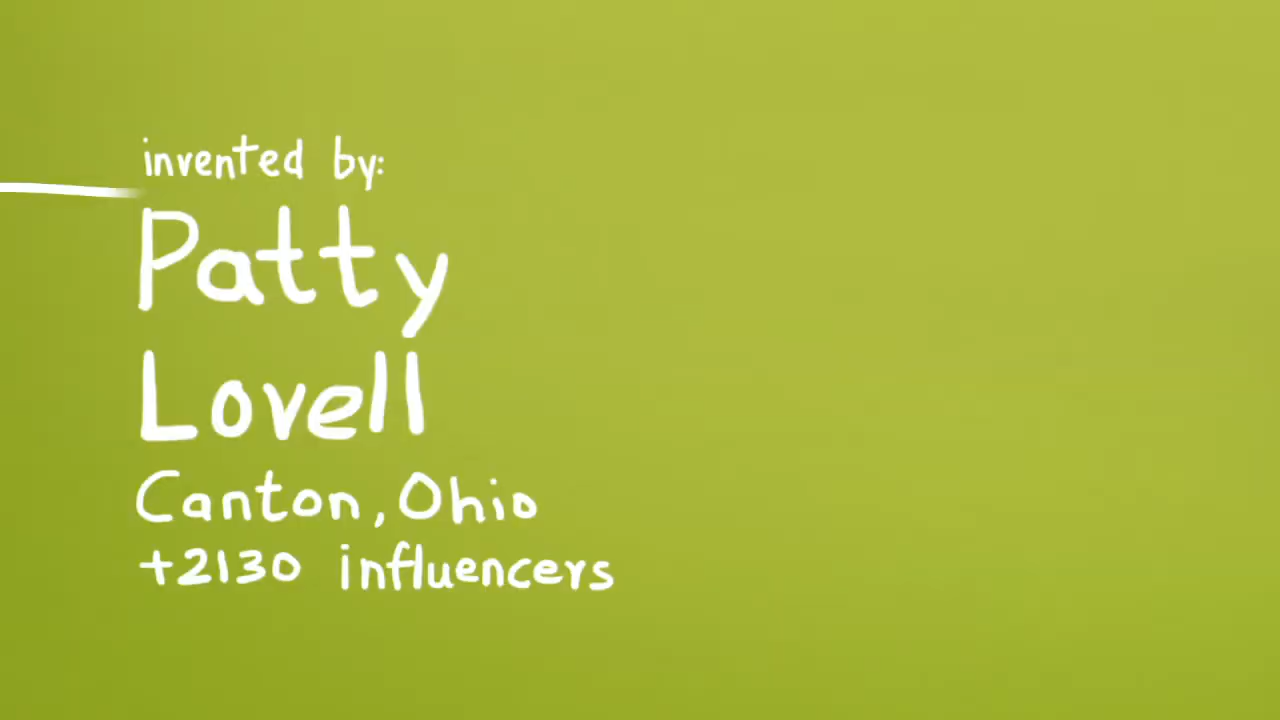 invented by:
Patty
Lovell
Canton, Ohio
+2130 influencers